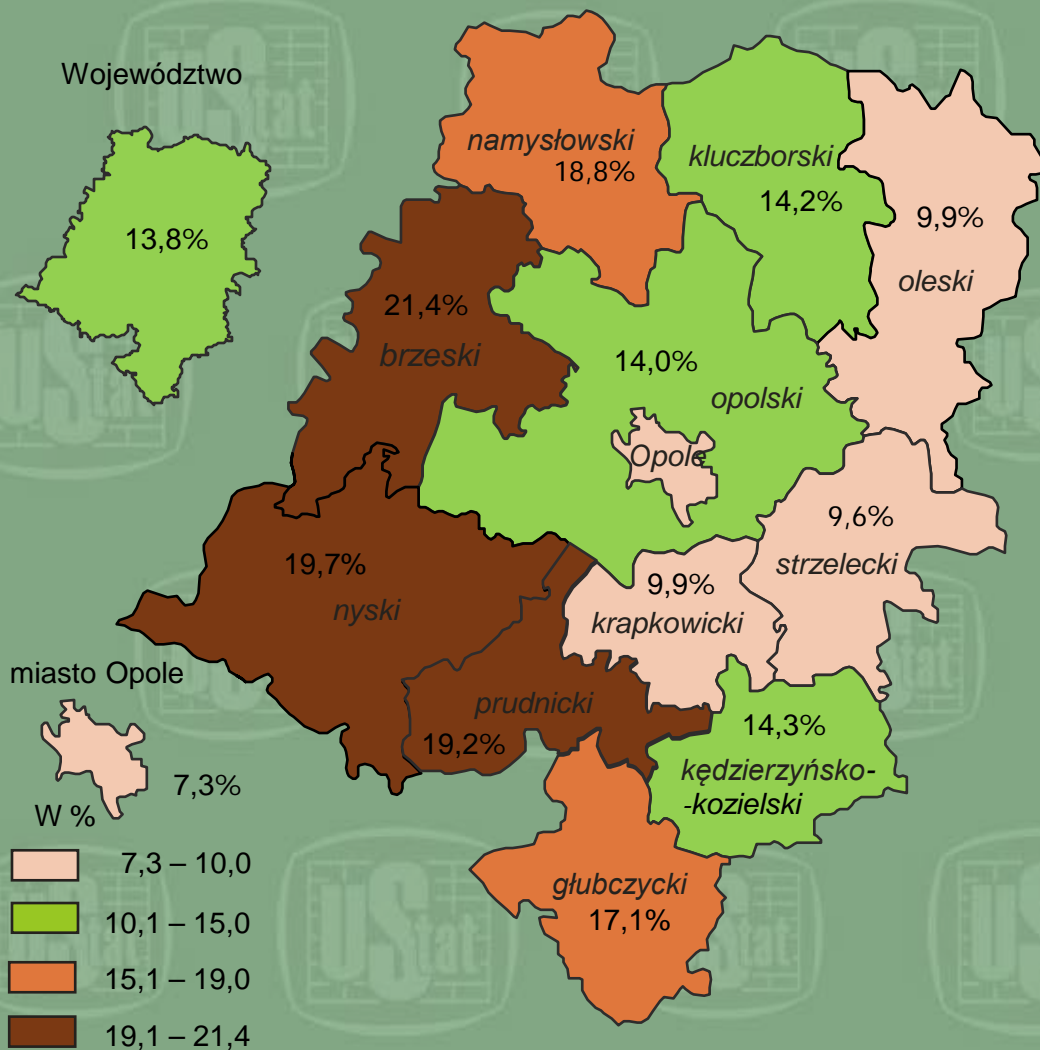 Województwo
13,8%
namysłowski
18,8%
kluczborski
14,2%
9,9%
oleski
21,4%
brzeski
14,0%
opolski
Opole
9,6%
strzelecki
19,7%
nyski
9,9%
krapkowicki
prudnicki
19,2%
14,3%
kędzierzyńsko-
-kozielski
głubczycki
17,1%
miasto Opole
7,3%
W %
7,3 – 10,0
10,1 – 15,0
15,1 – 19,0
19,1 – 21,4